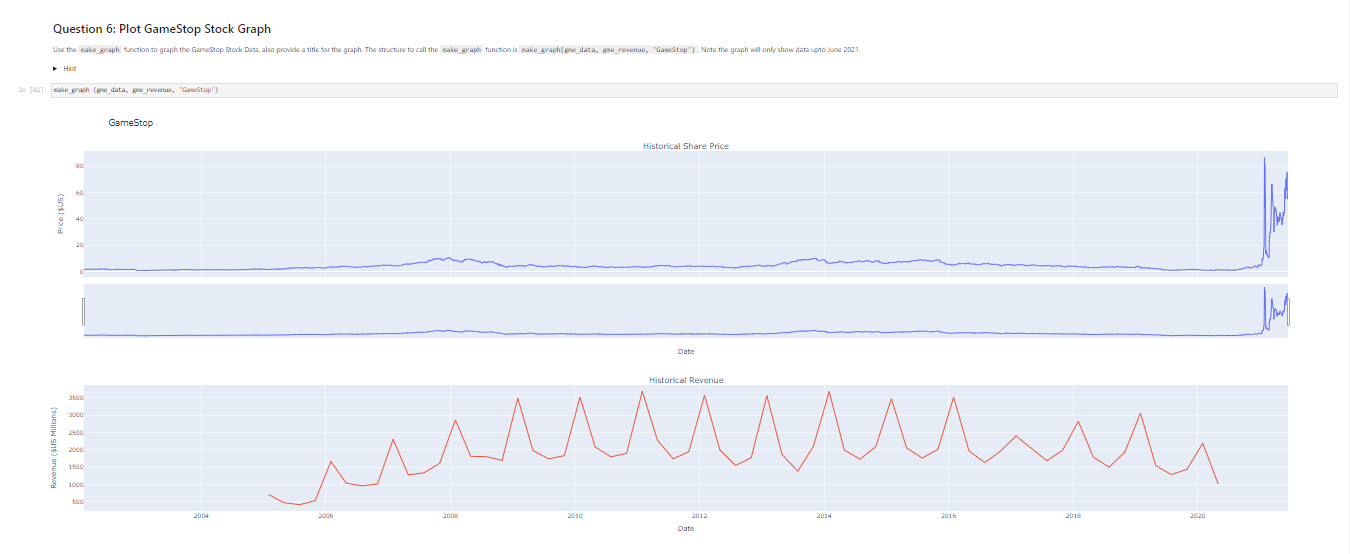 Question 6: Plot GameStop Stock Graph
Use the make_graph function to graph the GameStop Stock Data, also provide a title for the graph. The structure to call the make_graph function is make_graph(gme_data, gme_revenue, 'GameStop'). Note the graph will only show data upto June 2021.
Hint
In [82]: make_graph (gme_data, gme_revenue, 'GameStop')
GameStop
Historical Share Price
Price ($US)
80
60
40
20
0
Date
Historical Revenue
Revenue ($US Millions)
3500
3000
2500
2000
1500
1000
500
2004 2006 2008 2010 2012 2014 2016 2018 2020
Date